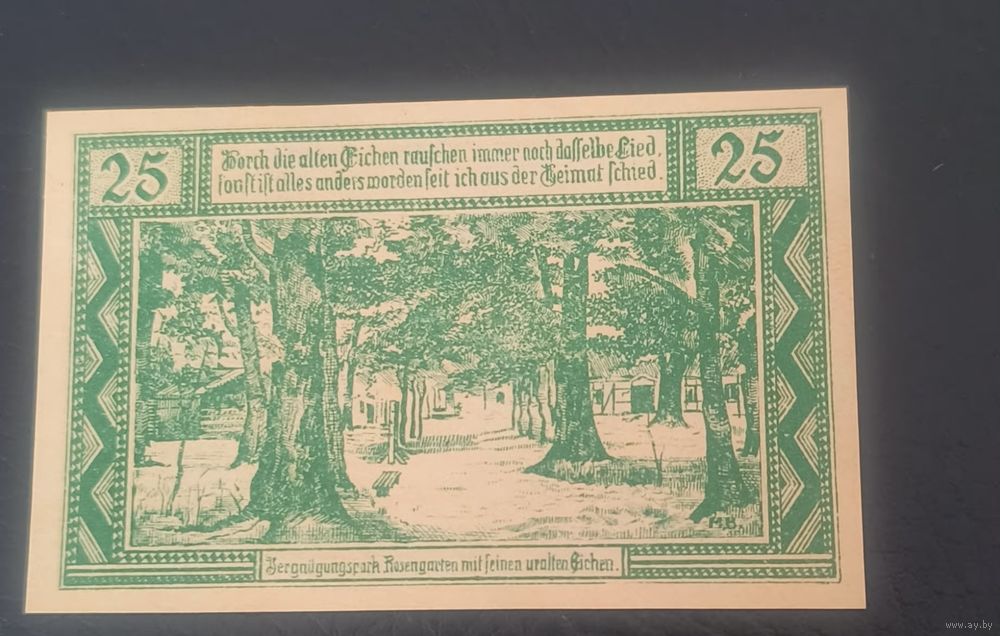 25
Horch die alten Eichen rauschen immer noch dasselbe Lied,
sonst ist alles anders worden seit ich aus der Heimat schied.
25
MB
Vergnügungspark Rosengarten mit seinen uralten Eichen.
www.ay.by